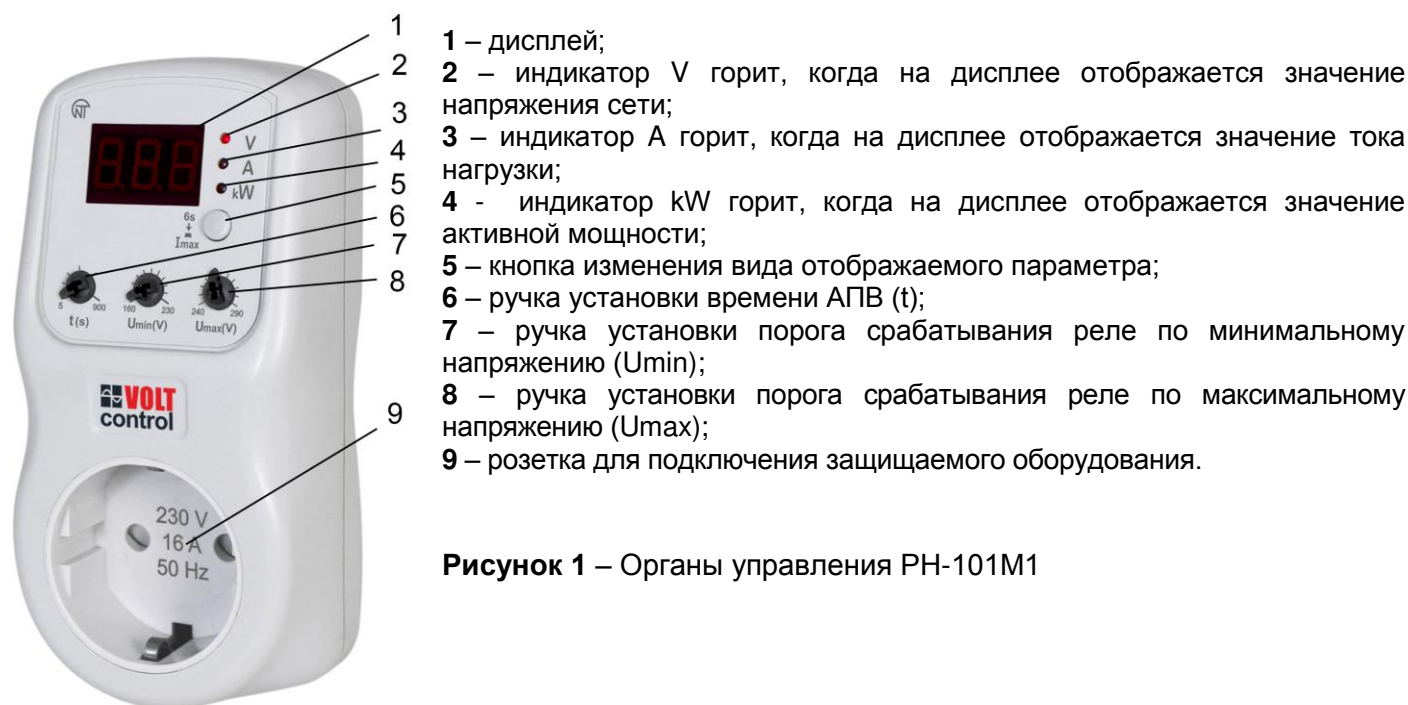 1
2
3
4
5
6
7
8
9
NT
V
A
kW
6s
Imax
5 900
t(s)
160 230
Umin(V)
240 290
Umax(V)
VOLT
control
230 V
16 A
50 Hz
1 – дисплей;
2 – индикатор V горит, когда на дисплее отображается значение
напряжения сети;
3 – индикатор А горит, когда на дисплее отображается значение тока
нагрузки;
4 - индикатор kW горит, когда на дисплее отображается значение
активной мощности;
5 – кнопка изменения вида отображаемого параметра;
6 – ручка установки времени АПВ (t);
7 – ручка установки порога срабатывания реле по минимальному
напряжению (Umin);
8 – ручка установки порога срабатывания реле по максимальному
напряжению (Umax);
9 – розетка для подключения защищаемого оборудования.
Рисунок 1 – Органы управления РН-101М1